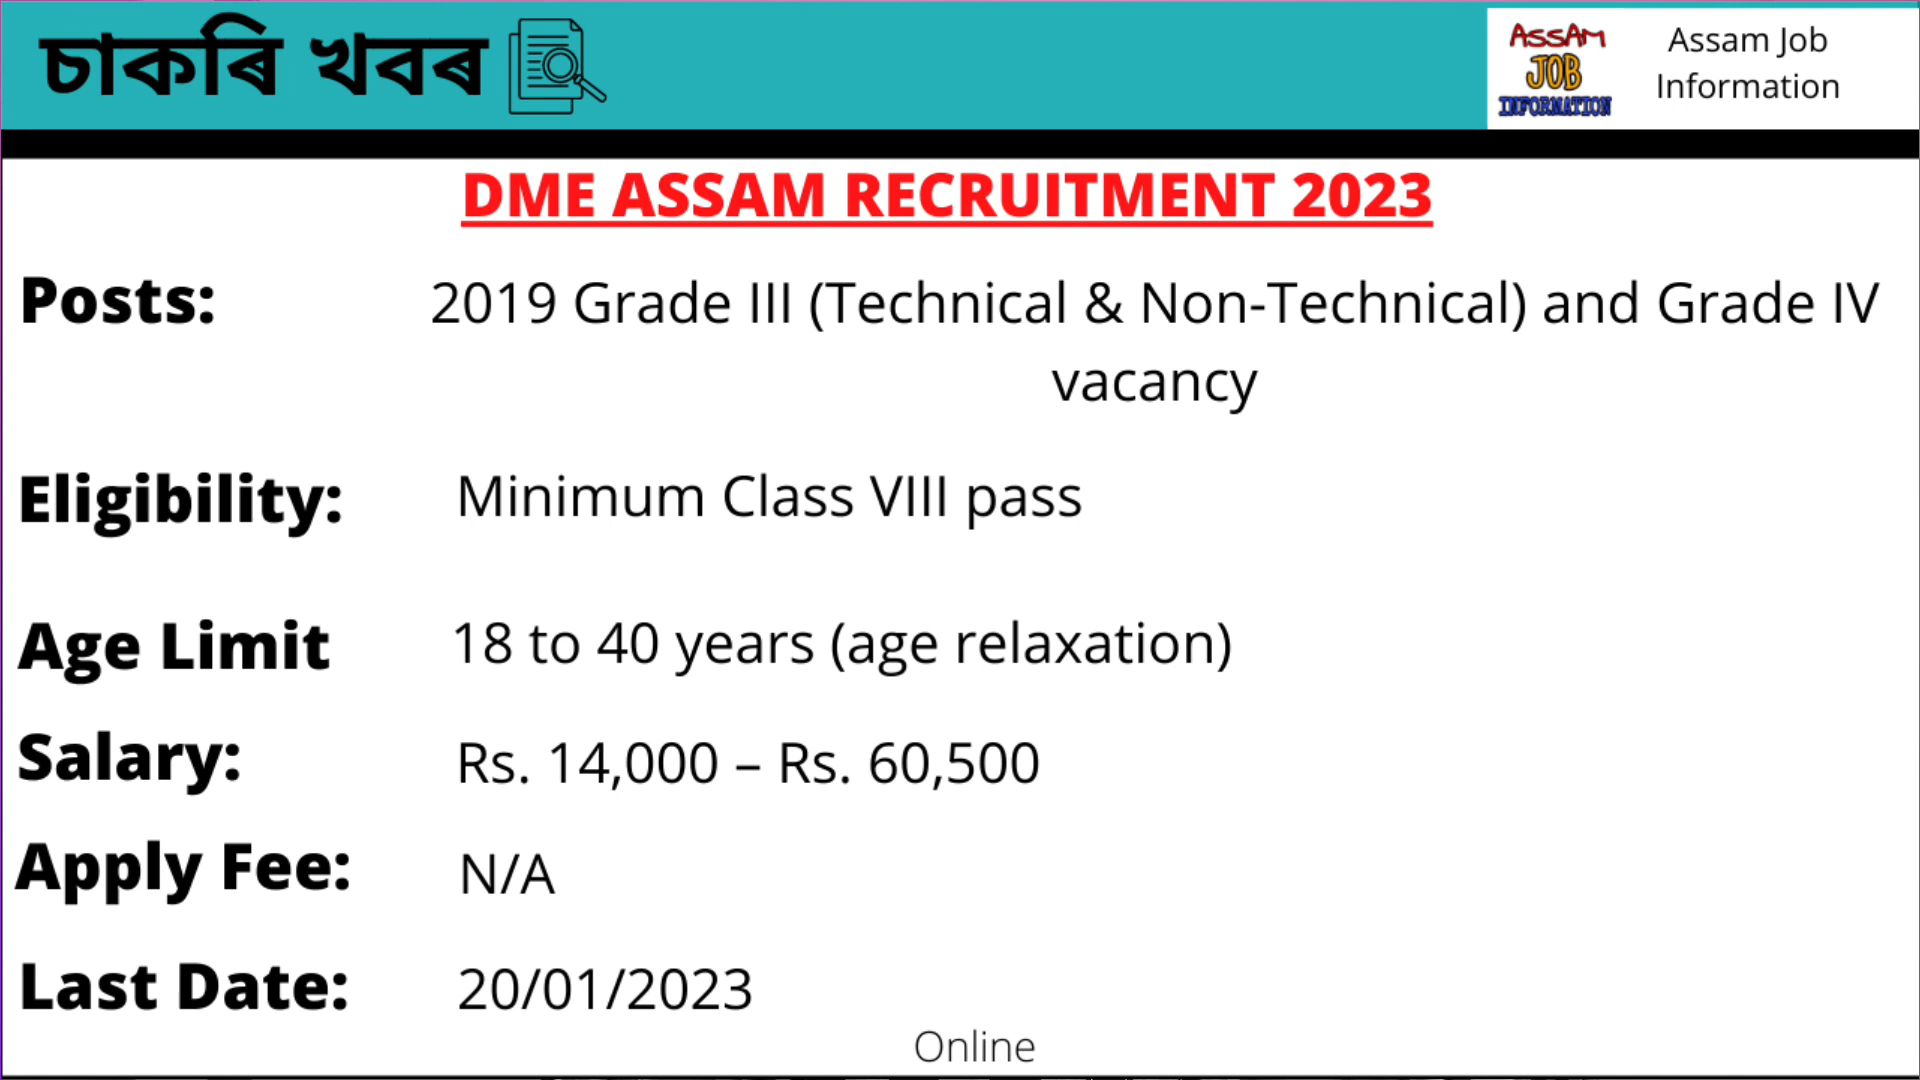 চাকৰি খবৰ
ASSAM
JOB
INFORMATION
Assam Job
Information
DME ASSAM RECRUITMENT 2023
Posts: 2019 Grade III (Technical & Non-Technical) and Grade IV
vacancy
Eligibility: Minimum Class VIII pass
Age Limit 18 to 40 years (age relaxation)
Salary: Rs. 14,000 – Rs. 60,500
Apply Fee: N/A
Last Date: 20/01/2023
Online